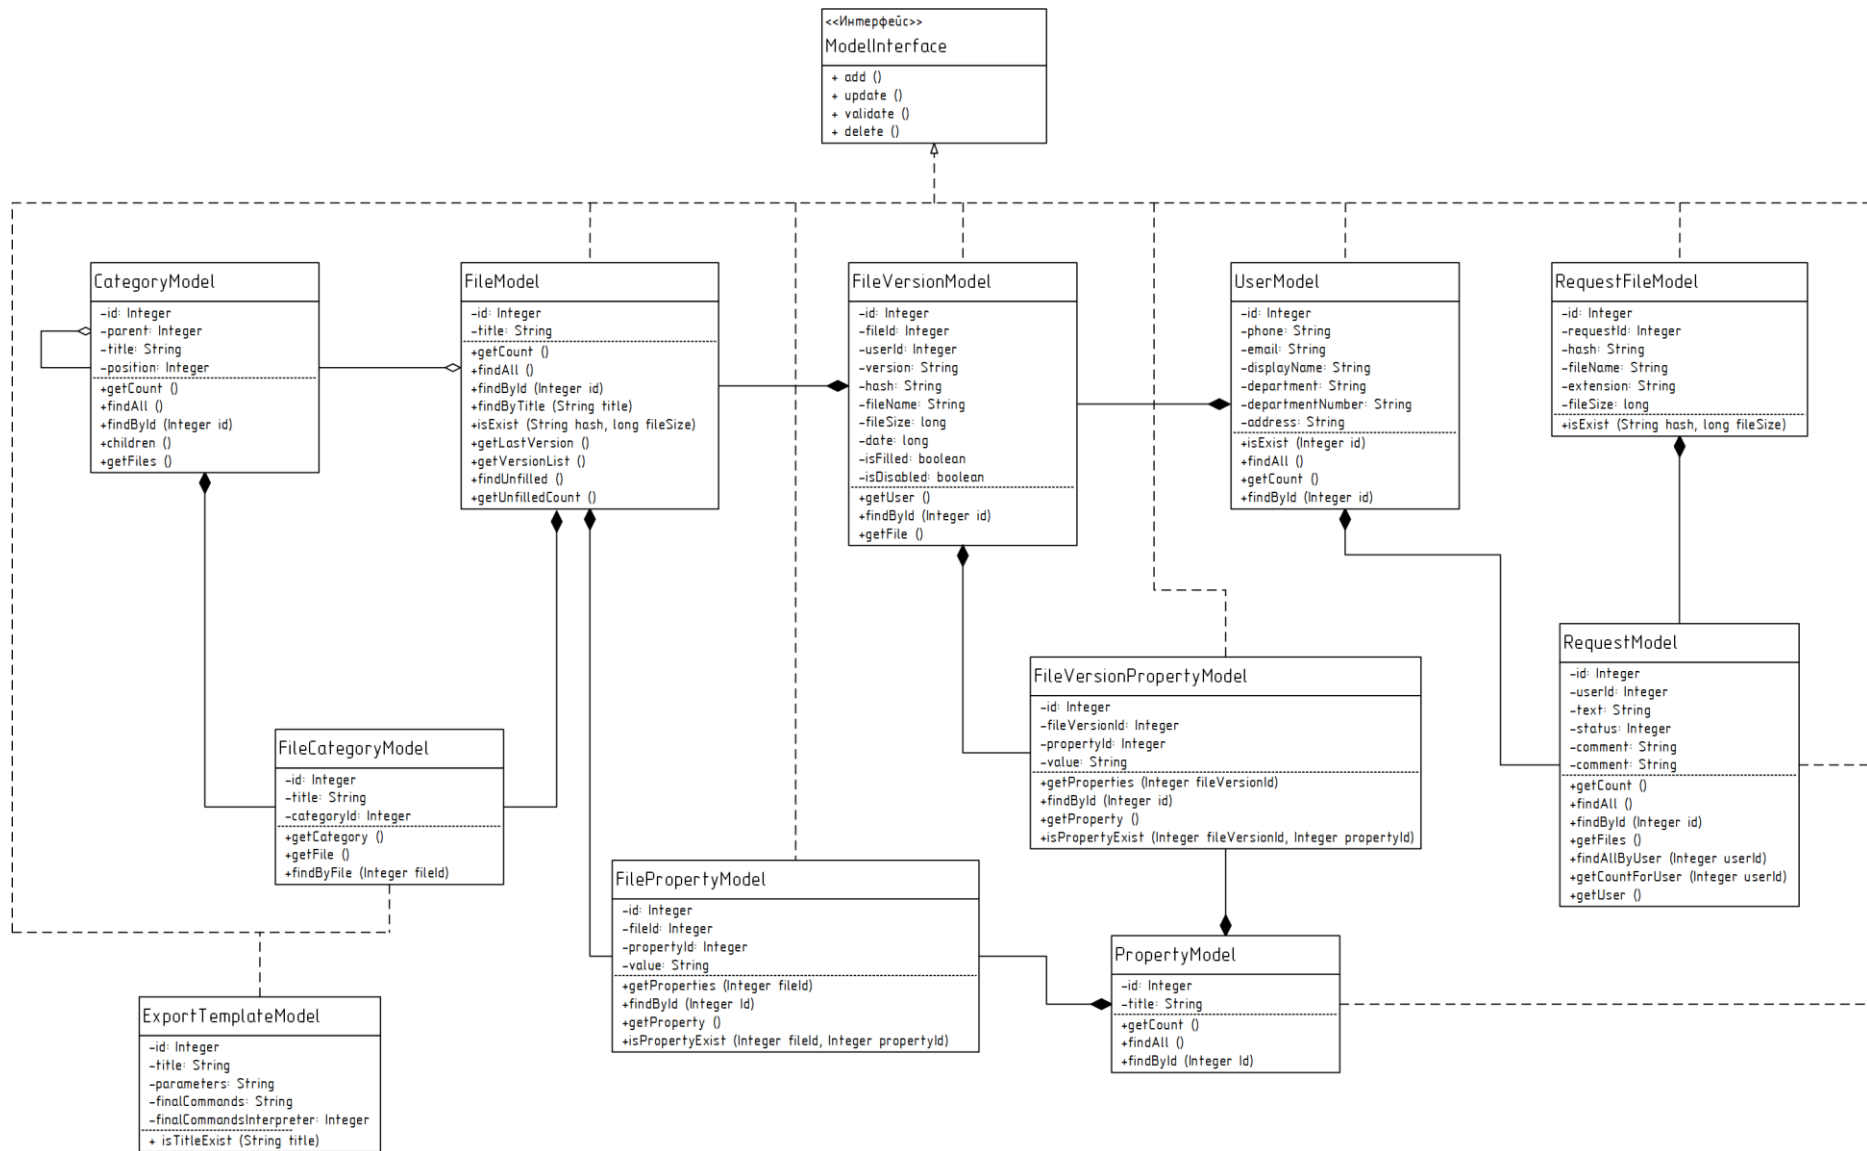 <<Интерфейс>>
ModelInterface
+ add ()
+ update ()
+ validate ()
+ delete ()
CategoryModel
-id: Integer
-parent: Integer
-title: String
-position: Integer
+getCount ()
+findAll ()
+findById (Integer id)
+children ()
+getFiles ()
FileModel
-id: Integer
-title: String
+getCount ()
+findAll ()
+findById (Integer id)
+findByTitle (String title)
+isExist (String hash, long fileSize)
+getLastVersion ()
+getVersionList ()
+findUnfilled ()
+getUnfilledCount ()
FileVersionModel
-id: Integer
-fileId: Integer
-userId: Integer
-version: String
-hash: String
-fileName: String
-fileSize: long
-date: long
-isFilled: boolean
-isDisabled: boolean
+getUser ()
+findById (Integer id)
+getFile ()
UserModel
-id: Integer
-phone: String
-email: String
-displayName: String
-department: String
-departmentNumber: String
-address: String
+isExist (Integer id)
+findAll ()
+getCount ()
+findById (Integer id)
RequestFileModel
-id: Integer
-requestId: Integer
-hash: String
-fileName: String
-extension: String
-fileSize: long
+isExist (String hash, long fileSize)
RequestModel
-id: Integer
-userId: Integer
-text: String
-status: Integer
-comment: String
-comment: String
+getCount ()
+findAll ()
+findById (Integer id)
+getFiles ()
+findAllByUser (Integer userId)
+getCountForUser (Integer userId)
+getUser ()
FileVersionPropertyModel
-id: Integer
-fileVersionId: Integer
-propertyId: Integer
-value: String
+getProperties (Integer fileVersionId)
+findById (Integer id)
+getProperty ()
+isPropertyExist (Integer fileVersionId, Integer propertyId)
FileCategoryModel
-id: Integer
-title: String
-categoryId: Integer
+getCategory ()
+getFile ()
+findByFile (Integer fileId)
FilePropertyModel
-id: Integer
-fileId: Integer
-propertyId: Integer
-value: String
+getProperties (Integer fileId)
+findById (Integer Id)
+getProperty ()
+isPropertyExist (Integer fileId, Integer propertyId)
PropertyModel
-id: Integer
-title: String
+getCount ()
+findAll ()
+findById (Integer Id)
ExportTemplateModel
-id: Integer
-title: String
-parameters: String
-finalCommands: String
-finalCommandsInterpreter: Integer
+ isTitleExist (String title)